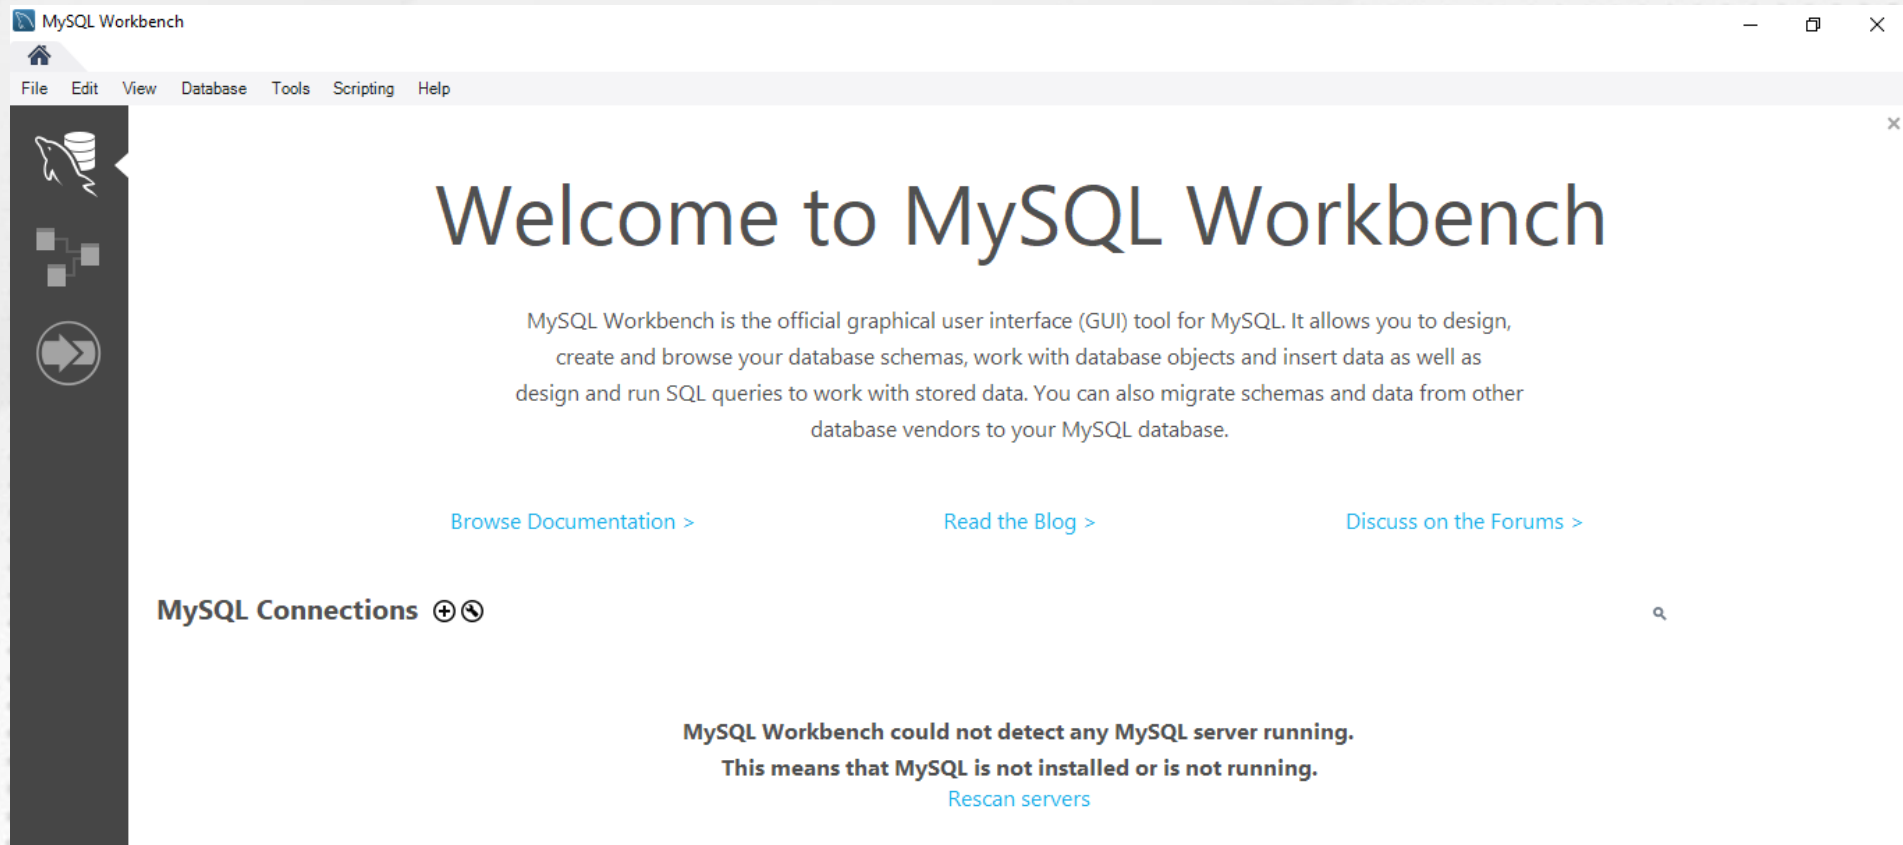 MySQL Workbench
File Edit View Database Tools Scripting Help
Welcome to MySQL Workbench
MySQL Workbench is the official graphical user interface (GUI) tool for MySQL. It allows you to design,
create and browse your database schemas, work with database objects and insert data as well as
design and run SQL queries to work with stored data. You can also migrate schemas and data from other
database vendors to your MySQL database.
Browse Documentation > Read the Blog > Discuss on the Forums >
MySQL Connections
MySQL Workbench could not detect any MySQL server running.
This means that MySQL is not installed or is not running.
Rescan servers